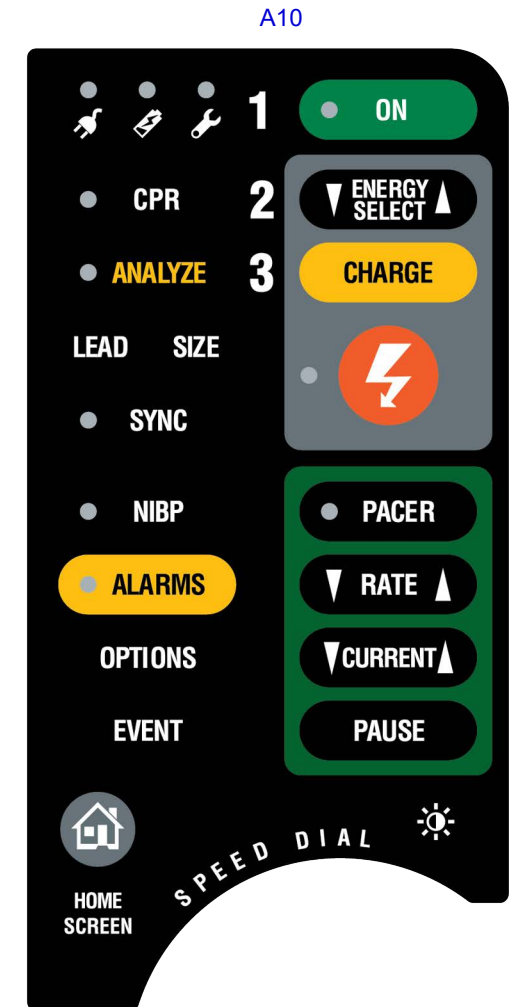 A10
1 ON
CPR 2 ENERGY
SELECT
ANALYZE 3 CHARGE
LEAD SIZE
SYNC
NIBP PACER
ALARMS RATE
OPTIONS CURRENT
EVENT PAUSE
SPEED DIAL
HOME
SCREEN